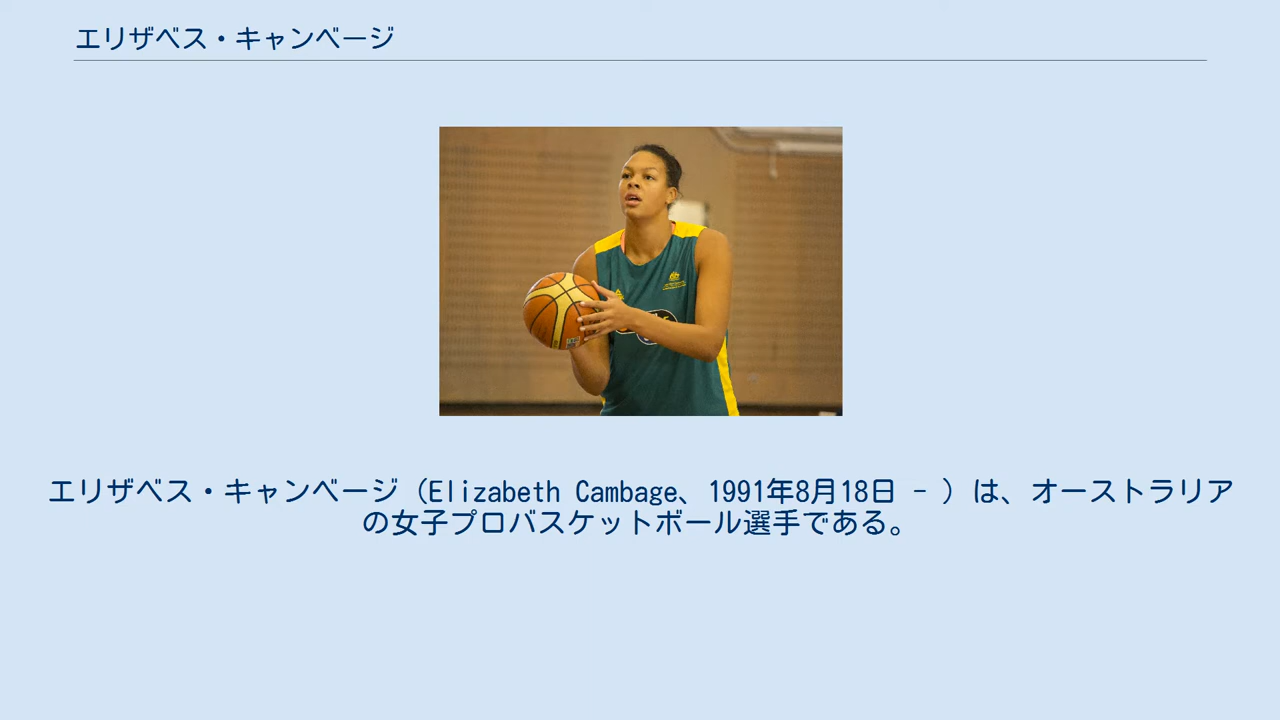 エリザベス・キャンベージ
エリザベス・キャンベージ（Elizabeth Cambage、1991年8月18日 - ）は、オーストラリア
の女子プロバスケットボール選手である。